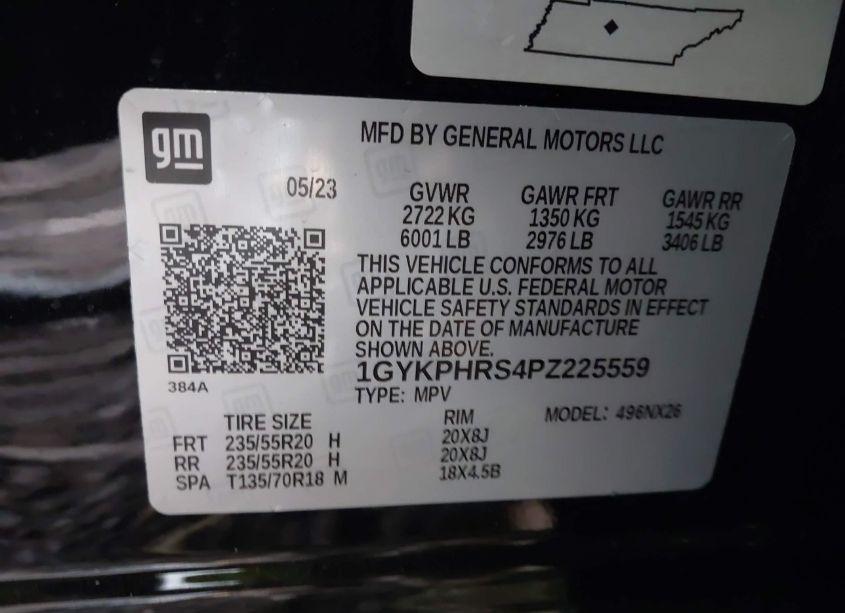 gm
MFD BY GENERAL MOTORS LLC
05/23
GVWR GAWR FRT GAWR RR
2722 KG 1350 KG 1545 KG
6001 LB 2976 LB 3406 LB
THIS VEHICLE CONFORMS TO ALL
APPLICABLE U.S. FEDERAL MOTOR
VEHICLE SAFETY STANDARDS IN EFFECT
ON THE DATE OF MANUFACTURE
SHOWN ABOVE.
1GYKPHRS4PZ225559
384A
TYPE: MPV
TIRE SIZE RIM MODEL: 496NX26
FRT 235/55R20 H 20X8J
RR 235/55R20 H 20X8J
SPA T135/70R18 M 18X4.5B